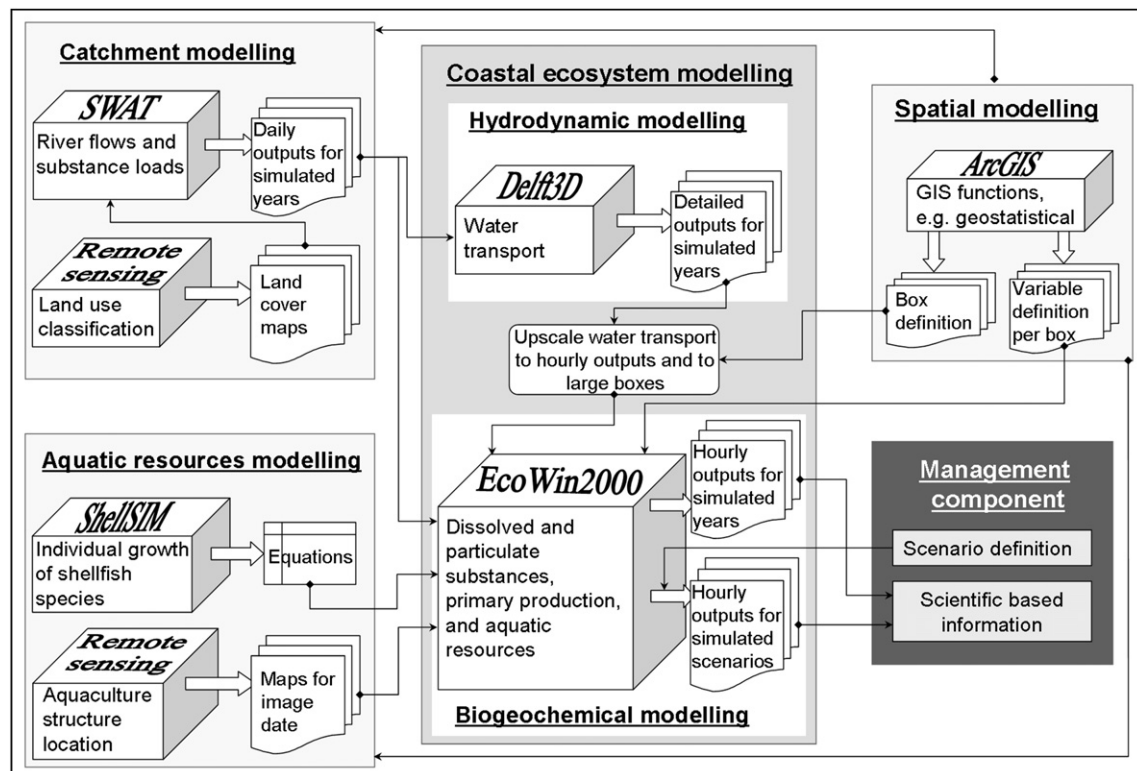 Catchment modelling
SWAT
River flows and
substance loads
Daily
outputs for
simulated
years
Remote
sensing
Land use
classification
Land
cover
maps
Aquatic resources modelling
ShellSIM
Individual growth
of shellfish
species
Equations
Remote
sensing
Aquaculture
structure
location
Maps for
image
date
Coastal ecosystem modelling
Hydrodynamic modelling
Delft3D
Water
transport
Detailed
outputs for
simulated
years
Upscale water transport
to hourly outputs and to
large boxes
EcoWin2000
Dissolved and
particulate
substances,
primary production,
and aquatic
resources
Hourly
outputs for
simulated
years
Hourly
outputs for
simulated
scenarios
Biogeochemical modelling
Spatial modelling
ArcGIS
GIS functions,
e.g. geostatistical
Box
definition
Variable
definition
per box
Management
component
Scenario definition
Scientific based
information